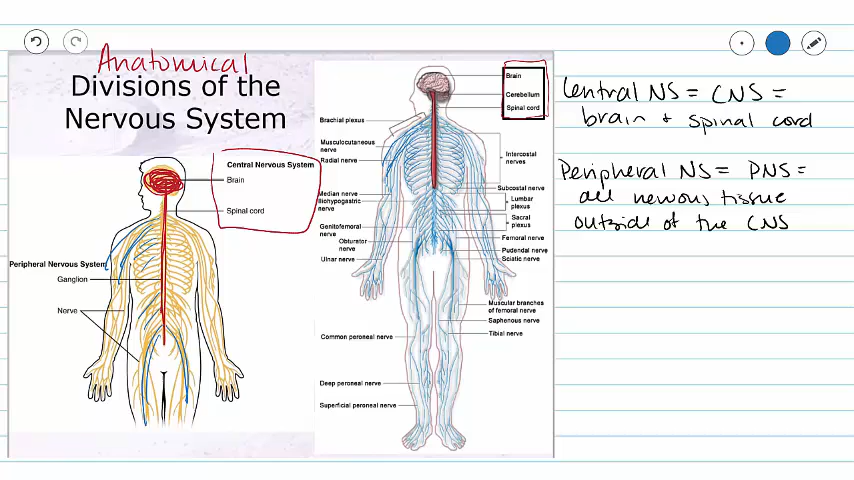 Anatomical
Divisions of the
Nervous System
Central Nervous System
Brain
Spinal cord
Peripheral Nervous System
Ganglion
Nerve
Brain
Cerebellum
Spinal cord
Brachial plexus
Musculocutaneous
nerve
Radial nerve
Median nerve
Iliohypogastric
nerve
Genitofemoral
nerve
Obturator
nerve
Ulnar nerve
Common peroneal nerve
Deep peroneal nerve
Superficial peroneal nerve
Intercostal
nerves
Subcostal nerve
Lumbar
plexus
Sacral
plexus
Femoral nerve
Pudendal nerve
Sciatic nerve
Muscular branches
of femoral nerve
Saphenous nerve
Tibial nerve
Central NS = CNS =
brain + spinal cord
Peripheral NS = PNS =
all nervous tissue
outside of the CNS